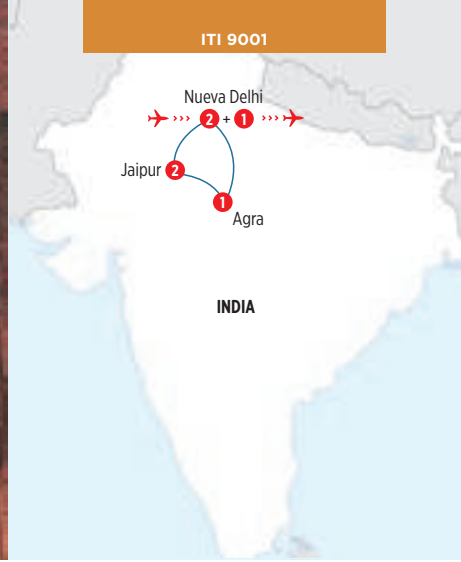 ITI 9001
Nueva Delhi
››› 2 + 1 ›››
Jaipur 2
1
Agra
INDIA